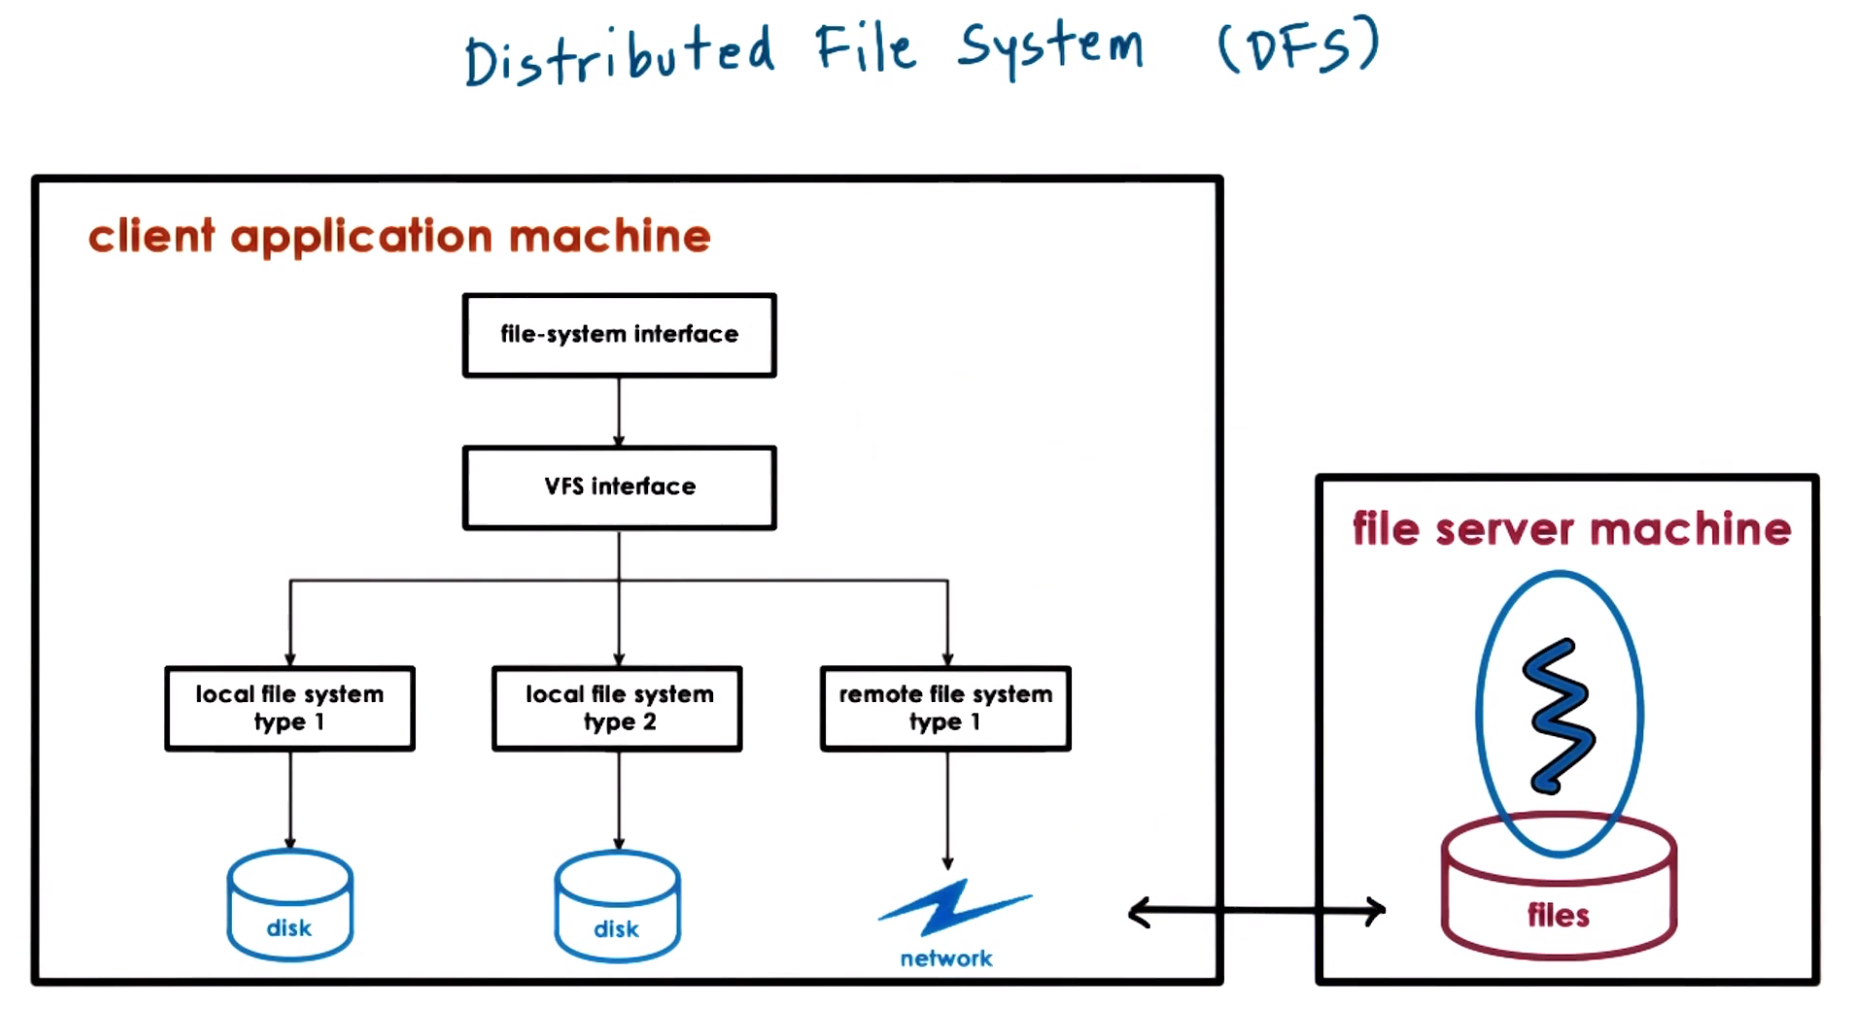 Distributed File System (DFS)
client application machine
file-system interface
VFS interface
local file system
type 1
local file system
type 2
remote file system
type 1
disk
disk
network
file server machine
files